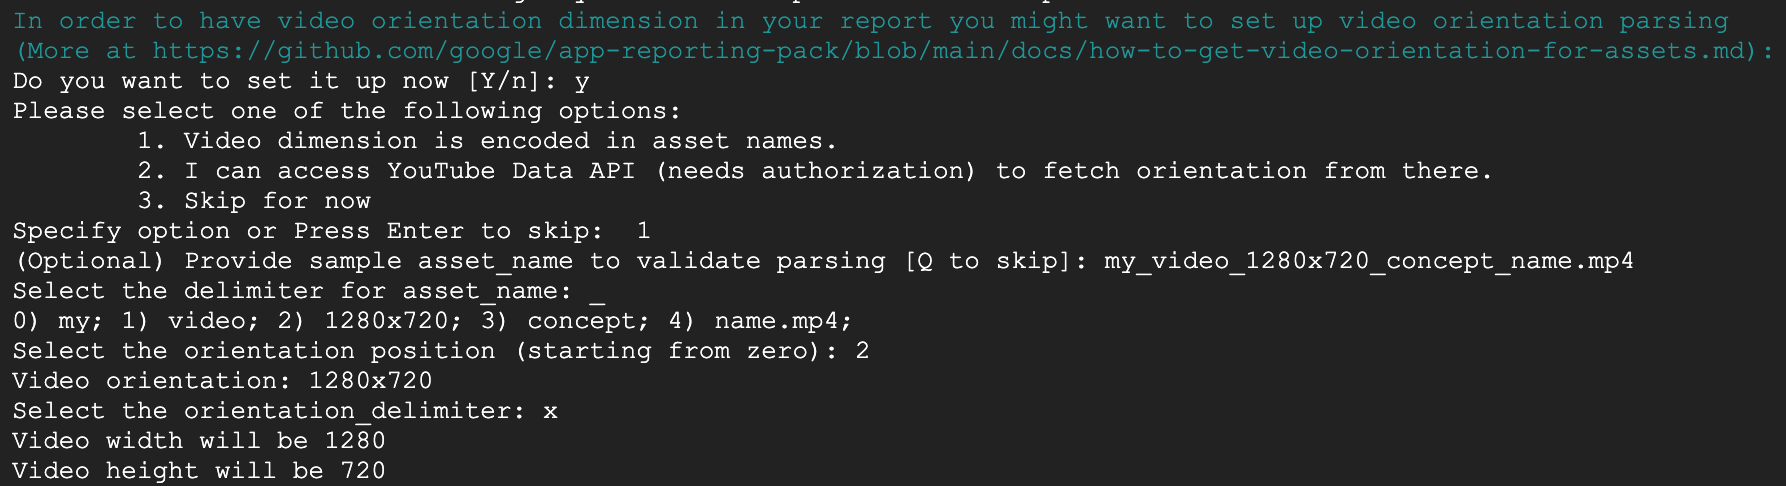 In order to have video orientation dimension in your report you might want to set up video orientation parsing
(More at https://github.com/google/app-reporting-pack/blob/main/docs/how-to-get-video-orientation-for-assets.md):
Do you want to set it up now [Y/n]: y
Please select one of the following options:
1. Video dimension is encoded in asset names.
2. I can access YouTube Data API (needs authorization) to fetch orientation from there.
3. Skip for now
Specify option or Press Enter to skip:  1
(Optional) Provide sample asset_name to validate parsing [Q to skip]: my_video_1280x720_concept_name.mp4
Select the delimiter for asset_name: _
0) my; 1) video; 2) 1280x720; 3) concept; 4) name.mp4;
Select the orientation position (starting from zero): 2
Video orientation: 1280x720
Select the orientation_delimiter: x
Video width will be 1280
Video height will be 720